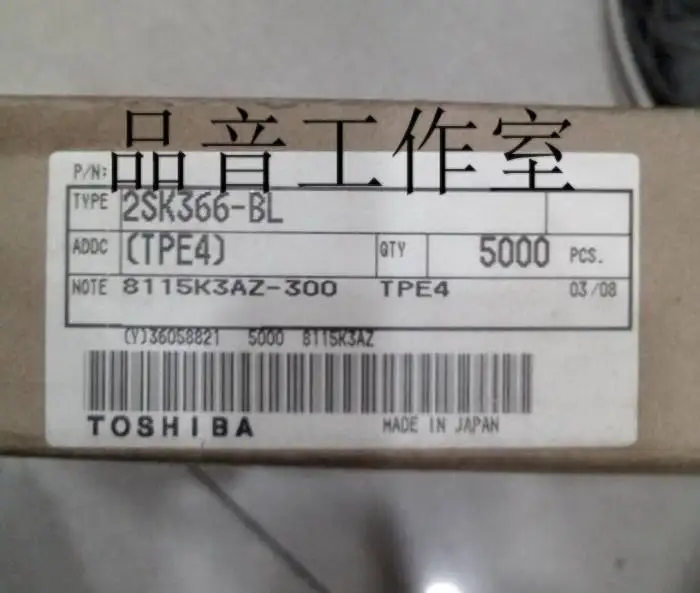 品音工作室
P/N:
TYPE 2SK366-BL
ADDC (TPE4) QTY 5000 PCS.
NOTE 8115K3AZ-300 TPE4 03/08
(Y)36058821 5000 8115K3AZ
TOSHIBA MADE IN JAPAN